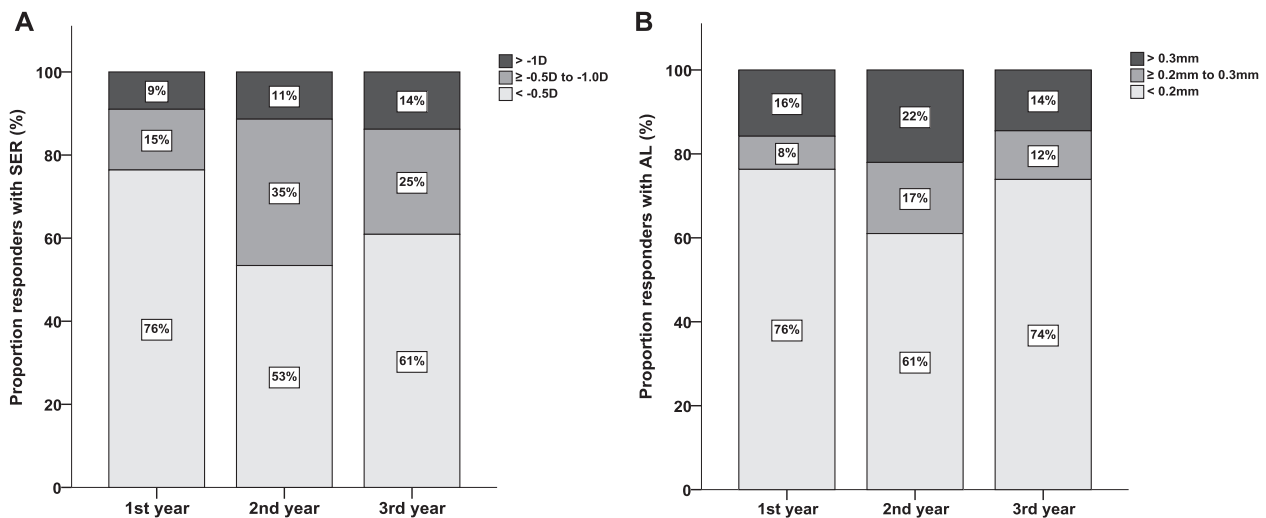 A
Proportion responders with SER (%)
100
80
60
40
20
0
9%
15%
76%
11%
35%
53%
14%
25%
61%
1st year
2nd year
3rd year
> -1D
≥ -0.5D to -1.0D
< -0.5D
B
Proportion responders with AL (%)
100
80
60
40
20
0
16%
8%
76%
22%
17%
61%
14%
12%
74%
1st year
2nd year
3rd year
> 0.3mm
≥ 0.2mm to 0.3mm
< 0.2mm